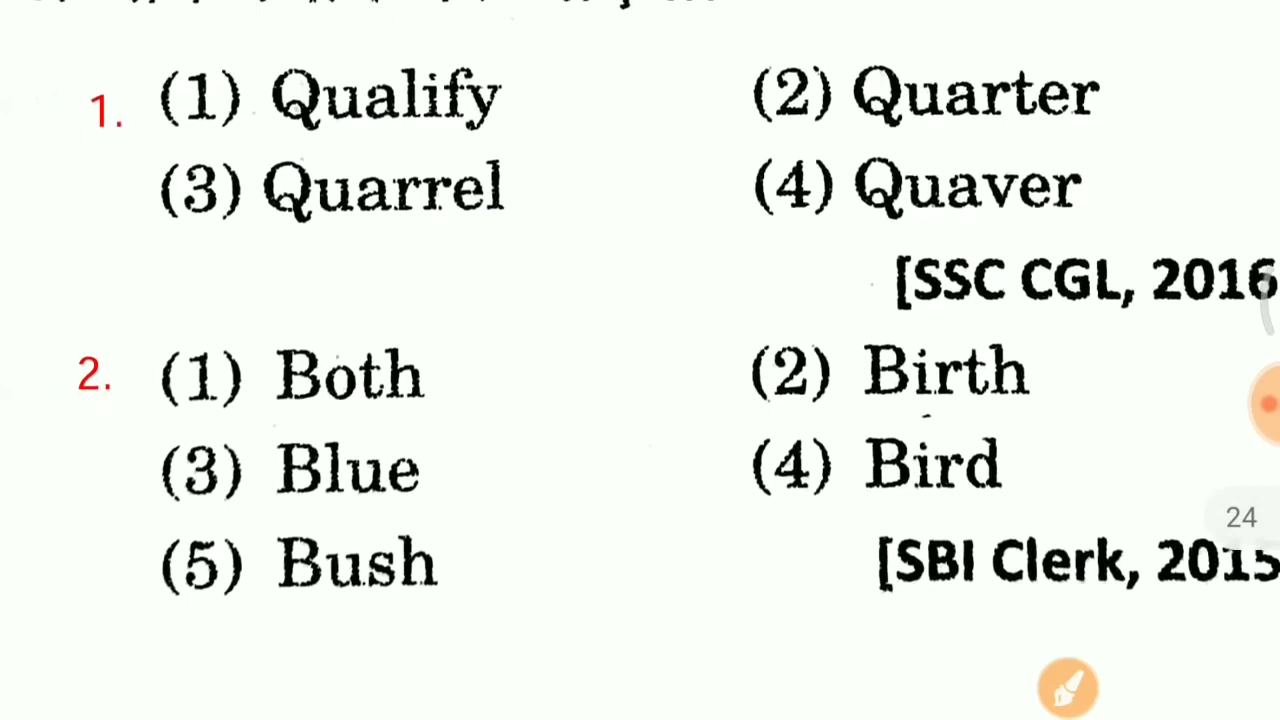 1. (1) Qualify (2) Quarter
(3) Quarrel (4) Quaver
[SSC CGL, 2016
2. (1) Both (2) Birth
(3) Blue (4) Bird
24
(5) Bush [SBI Clerk, 2015